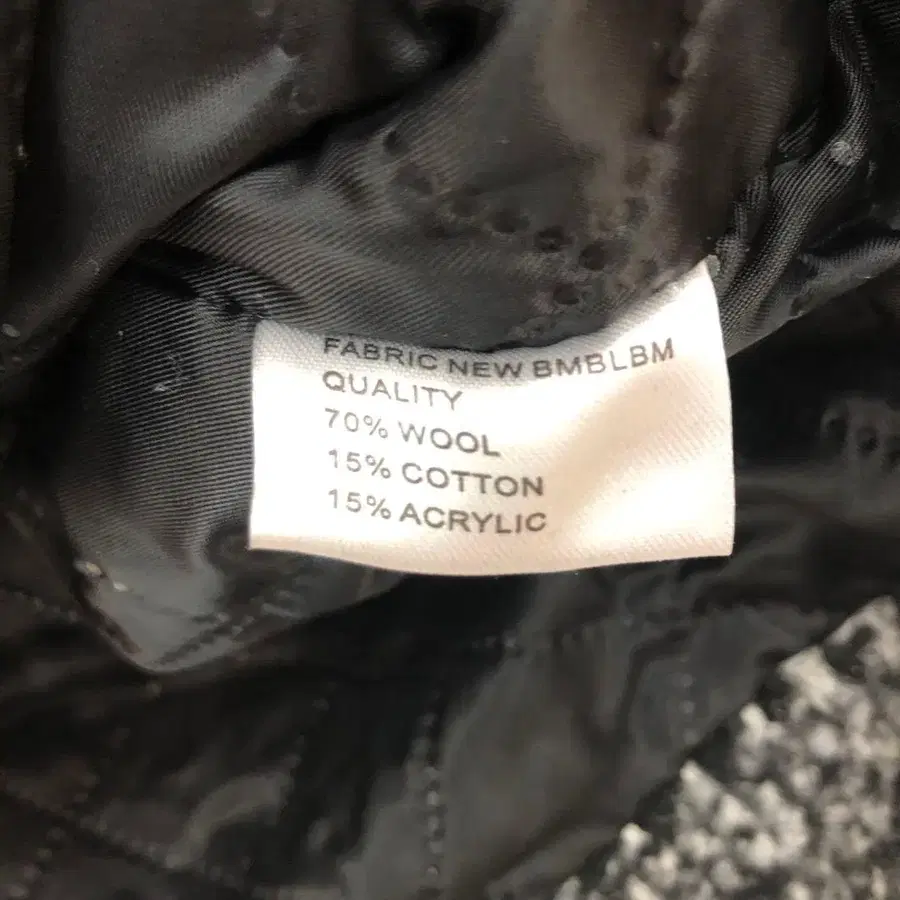 FABRIC NEW BMBLBM
QUALITY
70% WOOL
15% COTTON
15% ACRYLIC